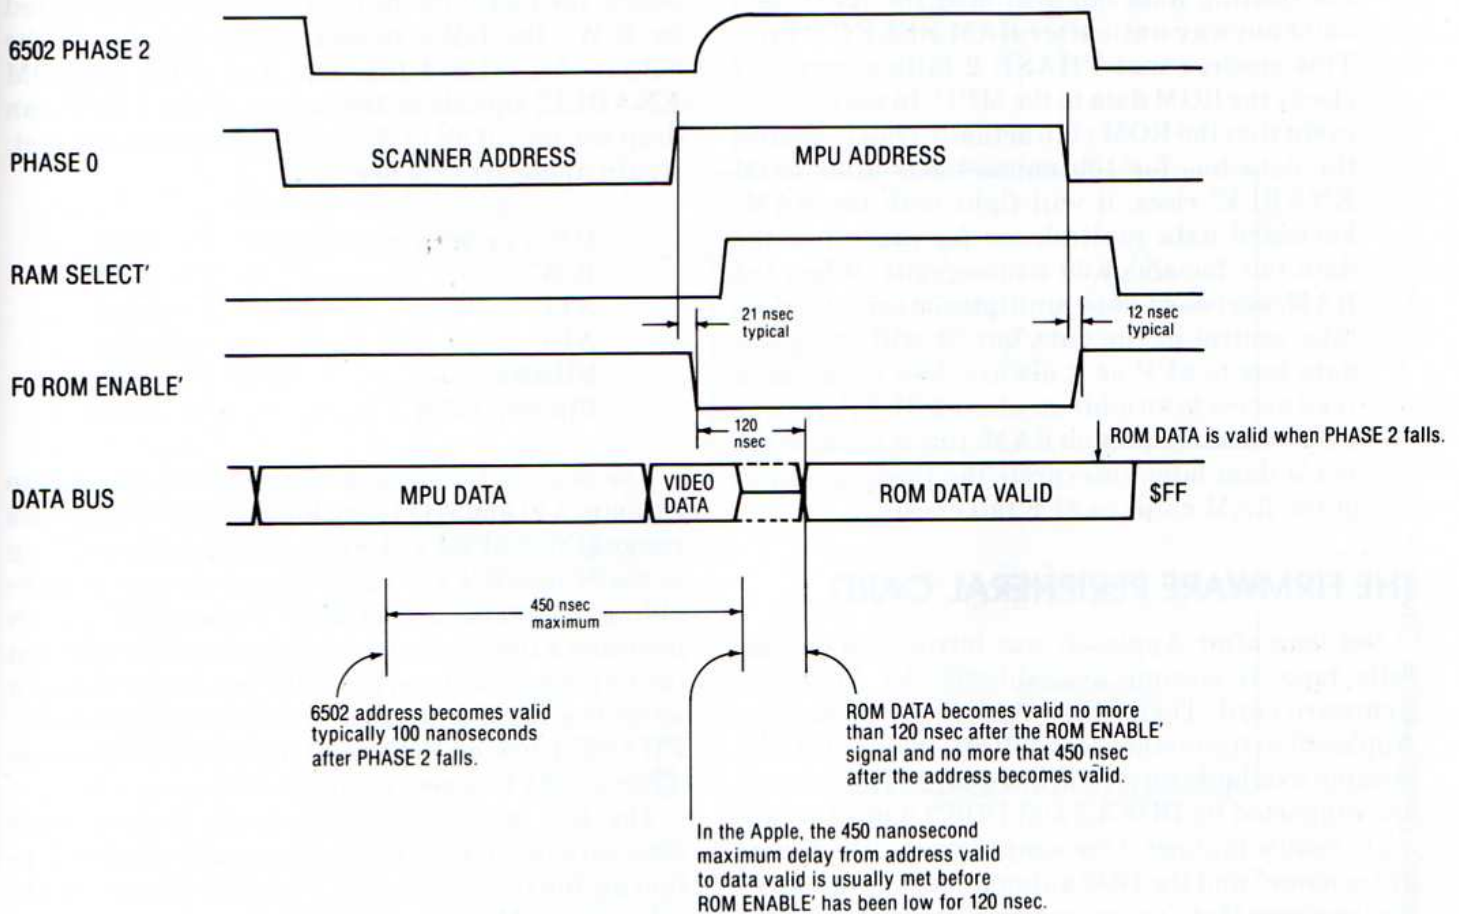 6502 PHASE 2
PHASE 0
SCANNER ADDRESS
MPU ADDRESS
RAM SELECT'
21 nsec
typical
12 nsec
typical
F0 ROM ENABLE'
120
nsec
ROM DATA is valid when PHASE 2 falls.
DATA BUS
MPU DATA
VIDEO
DATA
ROM DATA VALID
$FF
450 nsec
maximum
6502 address becomes valid
typically 100 nanoseconds
after PHASE 2 falls.
ROM DATA becomes valid no more
than 120 nsec after the ROM ENABLE'
signal and no more that 450 nsec
after the address becomes valid.
In the Apple, the 450 nanosecond
maximum delay from address valid
to data valid is usually met before
ROM ENABLE' has been low for 120 nsec.